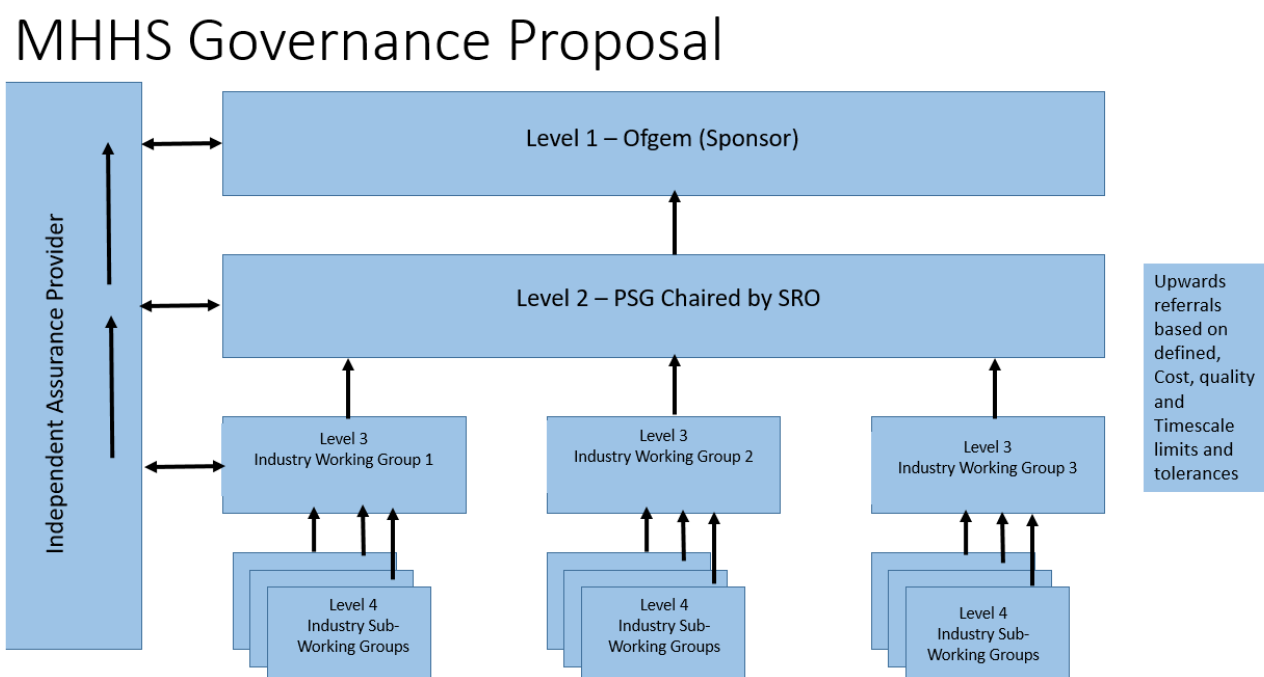 MHHS Governance Proposal
Independent Assurance Provider
Level 1 – Ofgem (Sponsor)
Level 2 – PSG Chaired by SRO
Upwards
referrals
based on
defined,
Cost, quality
and
Timescale
limits and
tolerances
Level 3
Industry Working Group 1
Level 3
Industry Working Group 2
Level 3
Industry Working Group 3
Level 4
Industry Sub-
Working Groups
Level 4
Industry Sub-
Working Groups
Level 4
Industry Sub-
Working Groups